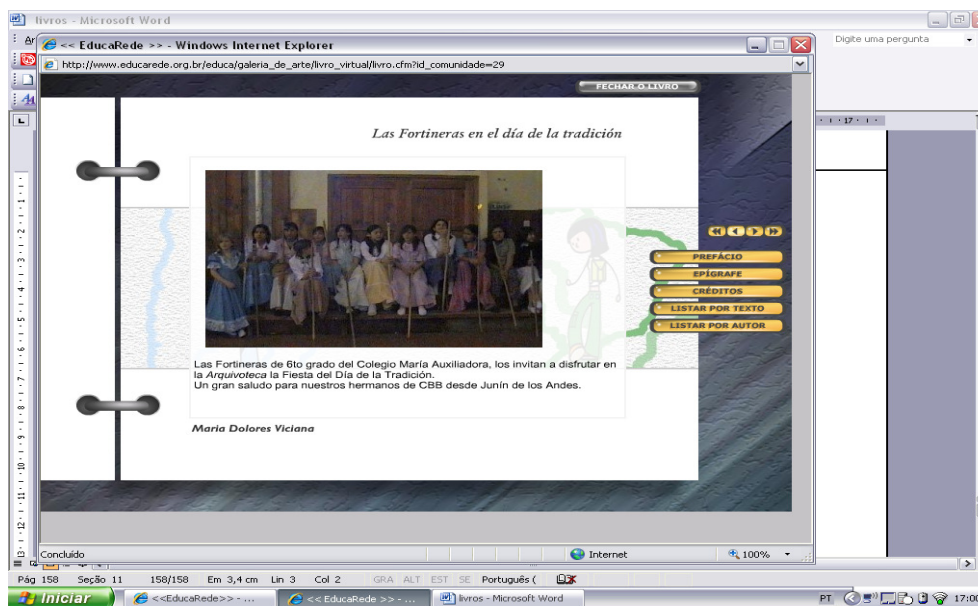 livros - Microsoft Word
Digite uma pergunta
<< EducaRede >> - Windows Internet Explorer
http://www.educarede.org.br/educa/galeria_de_arte/livro_virtual/livro.cfm?id_comunidade=29
FECHAR O LIVRO
Las Fortineras en el día de la tradición
PREFÁCIO
EPÍGRAFE
CRÉDITOS
LISTAR POR TEXTO
LISTAR POR AUTOR
Las Fortineras de 6to grado del Colegio María Auxiliadora, los invitan a disfrutar en
la Arquivoteca la Fiesta del Día de la Tradición.
Un gran saludo para nuestros hermanos de CBB desde Junín de los Andes.
Maria Dolores Viciana
Concluído
Internet
100%
Pág 158 Seção 11 158/158 Em 3,4 cm Lin 3 Col 2 GRA ALT EST SE Português (
Iniciar
<<EducaRede>> - ...
<< EducaRede >> - ...
livros - Microsoft Word
PT